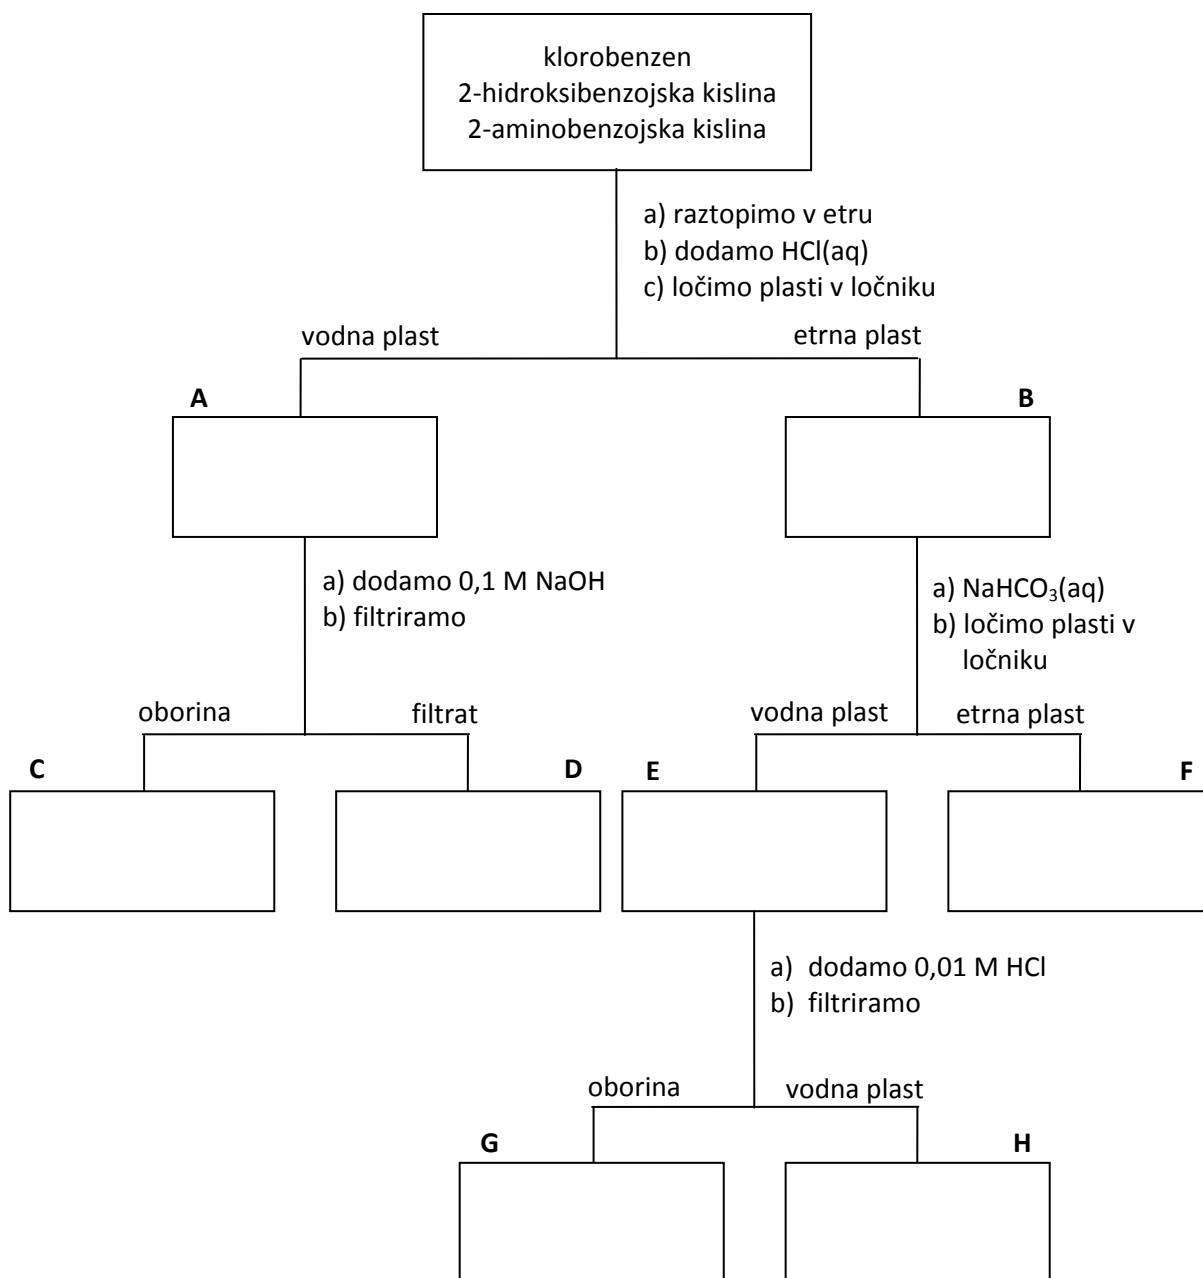 klorobenzen
2-hidroksibenzojska kislina
2-aminobenzojska kislina
a) raztopimo v etru
b) dodamo HCl(aq)
c) ločimo plasti v ločniku
vodna plast
etrna plast
A
B
a) dodamo 0,1 M NaOH
b) filtriramo
a) NaHCO₃(aq)
b) ločimo plasti v
ločniku
oborina
filtrat
vodna plast
etrna plast
C
D
E
F
a) dodamo 0,01 M HCl
b) filtriramo
oborina
vodna plast
G
H